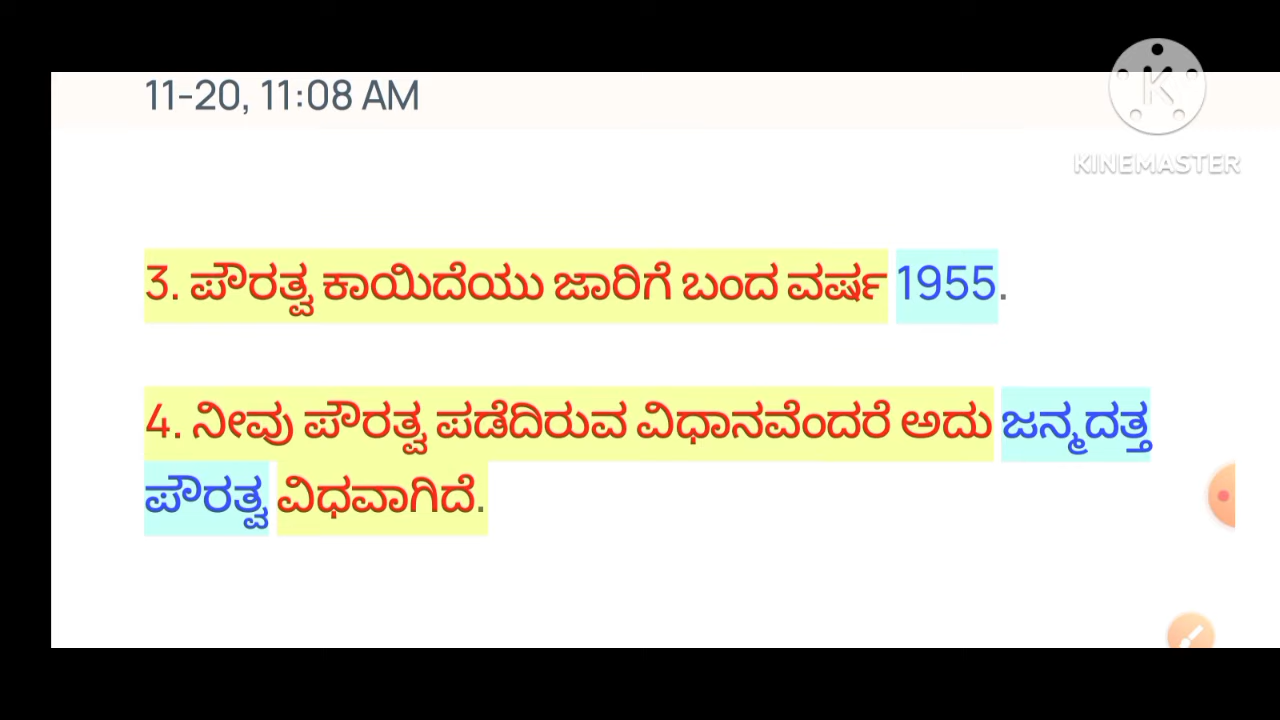 11-20, 11:08 AM
KINEMASTER
3. ಪೌರತ್ವ ಕಾಯಿದೆಯು ಜಾರಿಗೆ ಬಂದ ವರ್ಷ 1955.
4. ನೀವು ಪೌರತ್ವ ಪಡೆದಿರುವ ವಿಧಾನವೆಂದರೆ ಅದು ಜನ್ಮದತ್ತ
ಪೌರತ್ವ ವಿಧವಾಗಿದೆ.